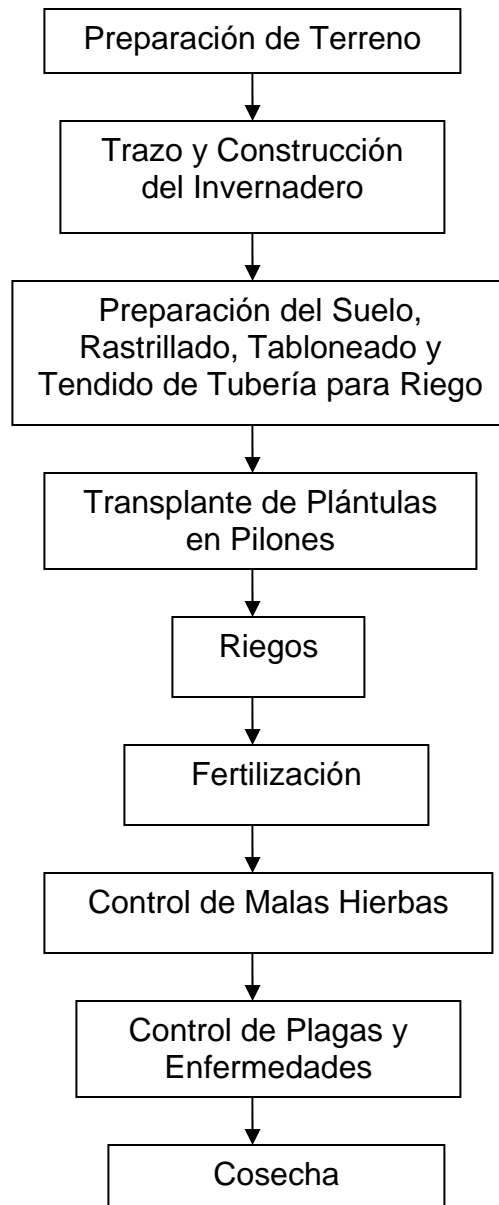 Preparación de Terreno
Trazo y Construcción
del Invernadero
Preparación del Suelo,
Rastrillado, Tabloneado y
Tendido de Tubería para Riego
Transplante de Plántulas
en Pilones
Riegos
Fertilización
Control de Malas Hierbas
Control de Plagas y
Enfermedades
Cosecha